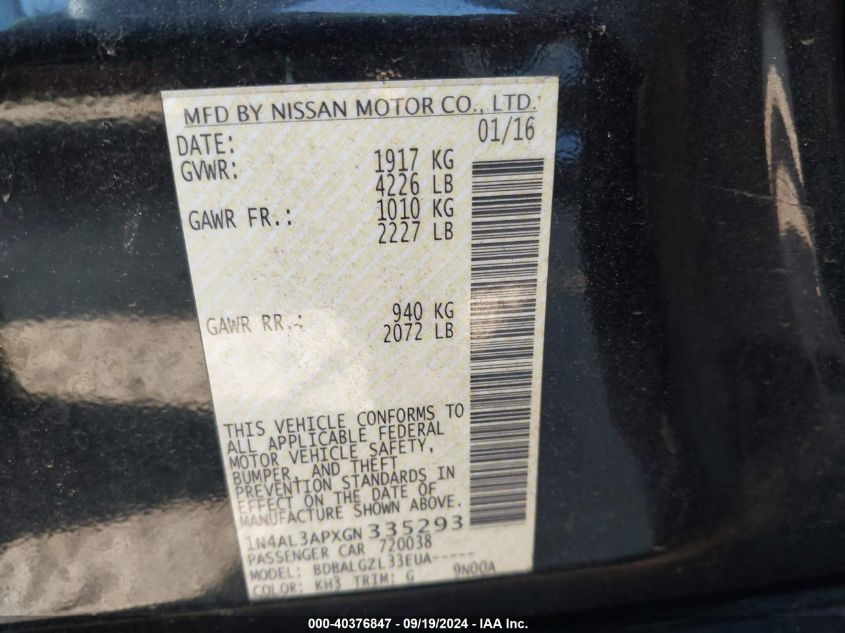 MFD BY NISSAN MOTOR CO., LTD.
DATE: 01/16
GVWR: 1917 KG
4226 LB
GAWR FR.: 1010 KG
2227 LB
GAWR RR.: 940 KG
2072 LB
THIS VEHICLE CONFORMS TO
ALL APPLICABLE FEDERAL
MOTOR VEHICLE SAFETY,
BUMPER, AND THEFT
PREVENTION STANDARDS IN
EFFECT ON THE DATE OF
MANUFACTURE SHOWN ABOVE.
1N4AL3APXGN 335293
PASSENGER CAR 720038
MODEL: BDBALGZL33EUA-----
COLOR: KH3 TRIM: G 9N00A
000-40376847 - 09/19/2024 - IAA Inc.